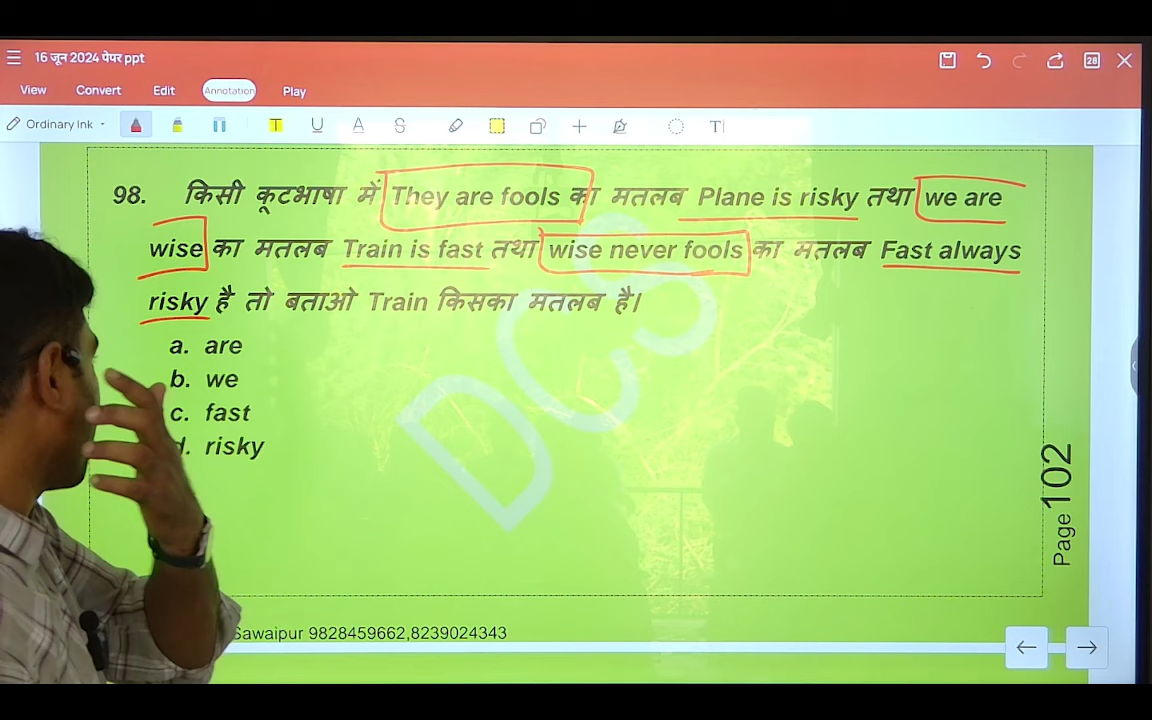 16 जून 2024 पेपर ppt
28
View Convert Edit Annotation Play
Ordinary Ink T U A S T
98. किसी कूटभाषा में They are fools का मतलब Plane is risky तथा we are
wise का मतलब Train is fast तथा wise never fools का मतलब Fast always
risky है तो बताओ Train किसका मतलब है।
a. are
b. we
c. fast
d. risky
DCS
Page 102
Sawaipur 9828459662,8239024343